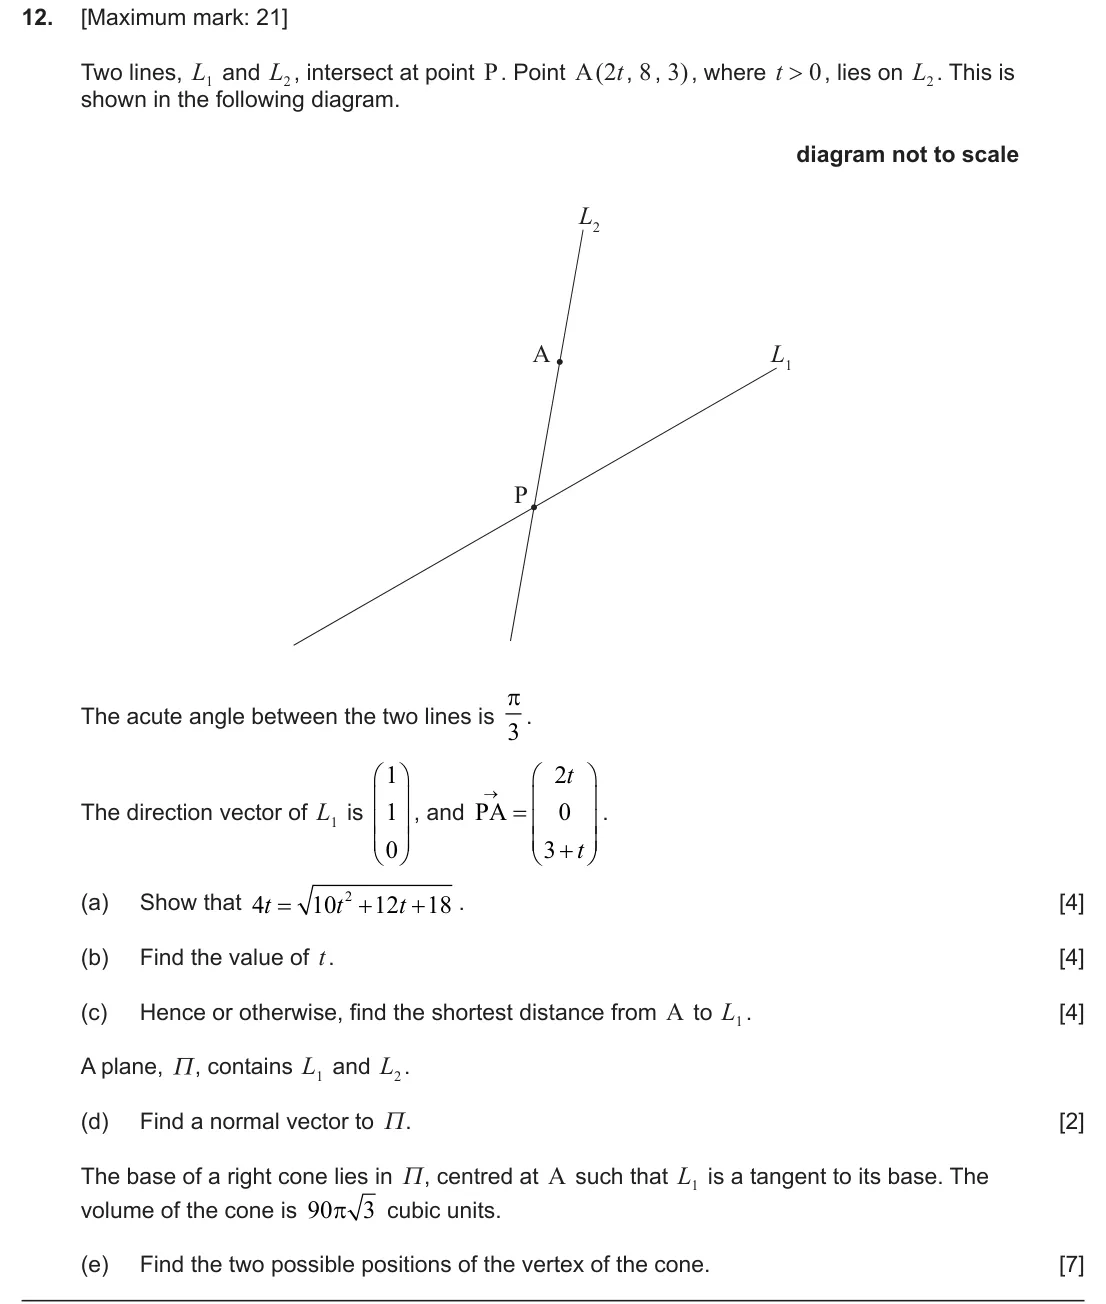 12. [Maximum mark: 21]
Two lines, L₁ and L₂, intersect at point P. Point A(2t, 8, 3), where t > 0, lies on L₂. This is
shown in the following diagram.
diagram not to scale
L₂
A
L₁
P
The acute angle between the two lines is π/3.
The direction vector of L₁ is (1 1 0), and PA→ = (2t 0 3+t).
(a) Show that 4t = √(10t² + 12t + 18). [4]
(b) Find the value of t. [4]
(c) Hence or otherwise, find the shortest distance from A to L₁. [4]
A plane, Π, contains L₁ and L₂.
(d) Find a normal vector to Π. [2]
The base of a right cone lies in Π, centred at A such that L₁ is a tangent to its base. The
volume of the cone is 90π√3 cubic units.
(e) Find the two possible positions of the vertex of the cone. [7]